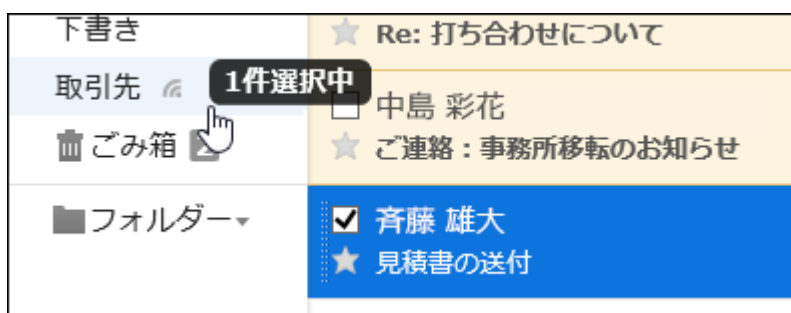 下書き
取引先
1件選択中
ごみ箱
フォルダー
Re: 打ち合わせについて
中島 彩花
ご連絡：事務所移転のお知らせ
斉藤 雄大
見積書の送付